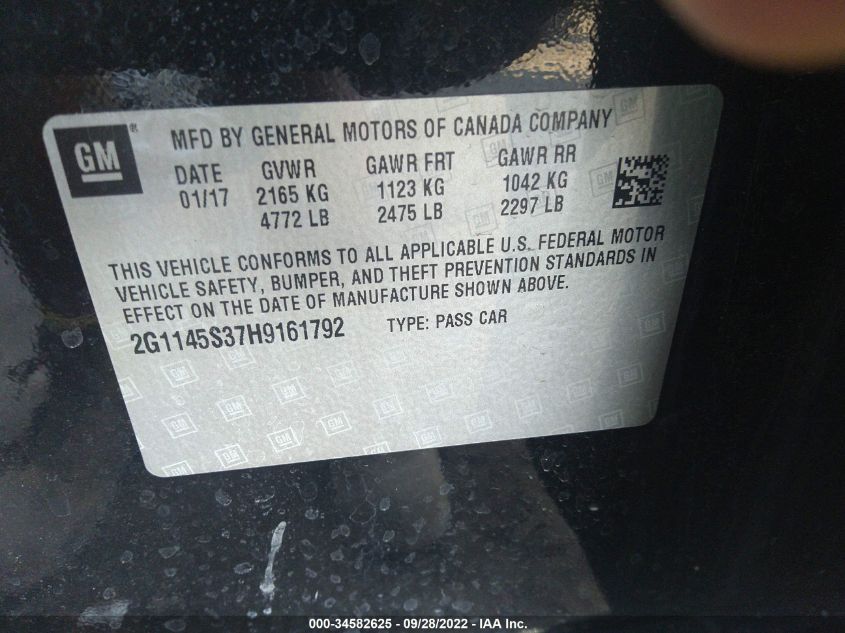 GM ® MFD BY GENERAL MOTORS OF CANADA COMPANY
DATE GVWR GAWR FRT GAWR RR
01/17 2165 KG 1123 KG 1042 KG
4772 LB 2475 LB 2297 LB
THIS VEHICLE CONFORMS TO ALL APPLICABLE U.S. FEDERAL MOTOR
VEHICLE SAFETY, BUMPER, AND THEFT PREVENTION STANDARDS IN
EFFECT ON THE DATE OF MANUFACTURE SHOWN ABOVE.
2G1145S37H9161792 TYPE: PASS CAR
000-34582625 - 09/28/2022 - IAA Inc.